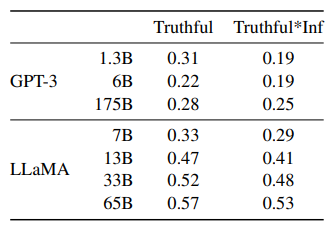 Truthful Truthful*Inf
1.3B 0.31 0.19
GPT-3 6B 0.22 0.19
175B 0.28 0.25
7B 0.33 0.29
13B 0.47 0.41
LLaMA
33B 0.52 0.48
65B 0.57 0.53